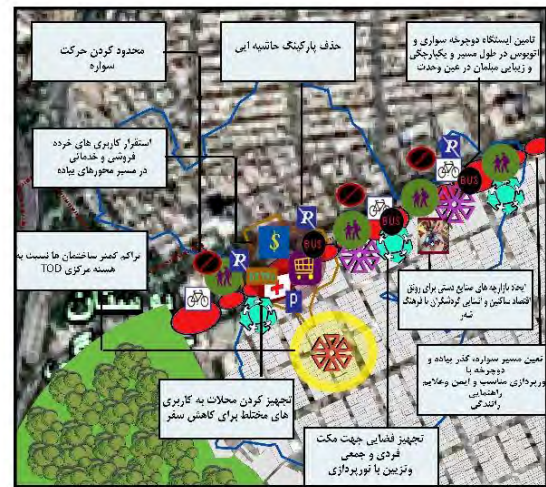 تامین ایستگاه دوچرخه سواری و
اتوبوس در طول مسیر و یکپارچگی
و زیبایی مبلمان در عین وحدت
حذف پارکینگ حاشیه ایی
محدود کردن حرکت
سواره
استقرار کاربری های خرده
فروشی و خدماتی
در مسیر محورهای پیاده
تراکم کمتر ساختمان ها نسبت به
هسته مرکزی TOD
BUS
BUS
BUS
P
ایجاد بازارچه های صنایع دستی برای رونق
اقتصاد ساکنین و آشنایی گردشگران با فرهنگ
شهر
تعیین مسیر سواره، گذر پیاده و
دوچرخه با
نورپردازی مناسب و ایمن وعلایم
راهنمایی
رانندگی
تجهیز کردن محلات به کاربری
های مختلط برای کاهش سفر
تجهیز فضایی جهت مکث
فردی و جمعی
وتزیین با نورپردازی